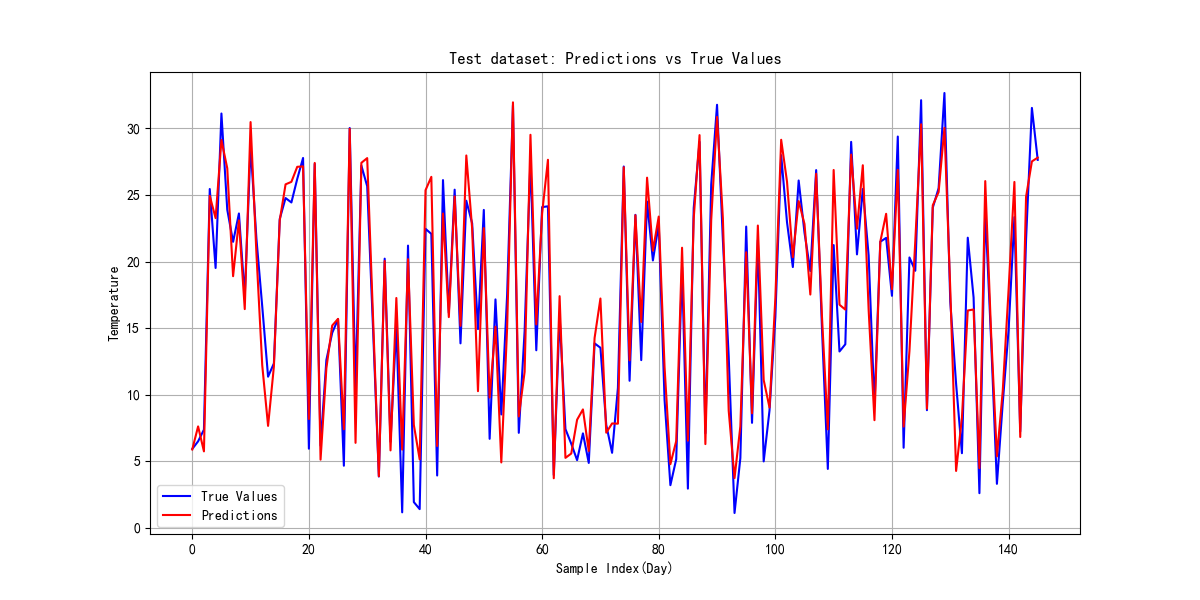 Test dataset: Predictions vs True Values
Temperature
30
25
20
15
10
5
0
True Values
Predictions
0 20 40 60 80 100 120 140
Sample Index(Day)